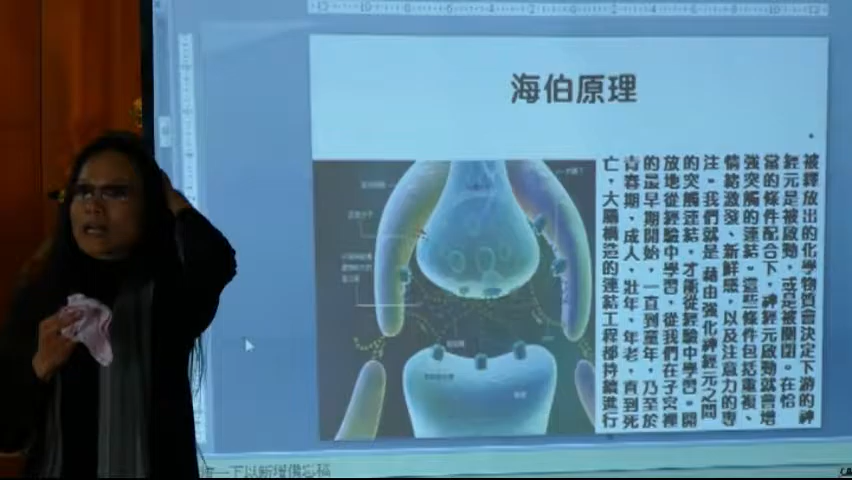 海伯原理
被釋放出的化學物質會決定下游的神
經元是被啟動，或是被關閉。在恰
當的條件配合下，神經元啟動就會增
強突觸的連結。這些條件包括重複、
情緒激發、新鮮感，以及注意力的專
注。我們就是 藉由強化神經元之間
的突觸連結，才能從經驗中學習。開
放地從經驗中學習，從我們在子宮裡
的最早期開始，一直到童年，乃至於
青春期，成人，壯年，年老，直到死
亡，大腦構造的連結工程都持續進行
一下以新增備忘稿